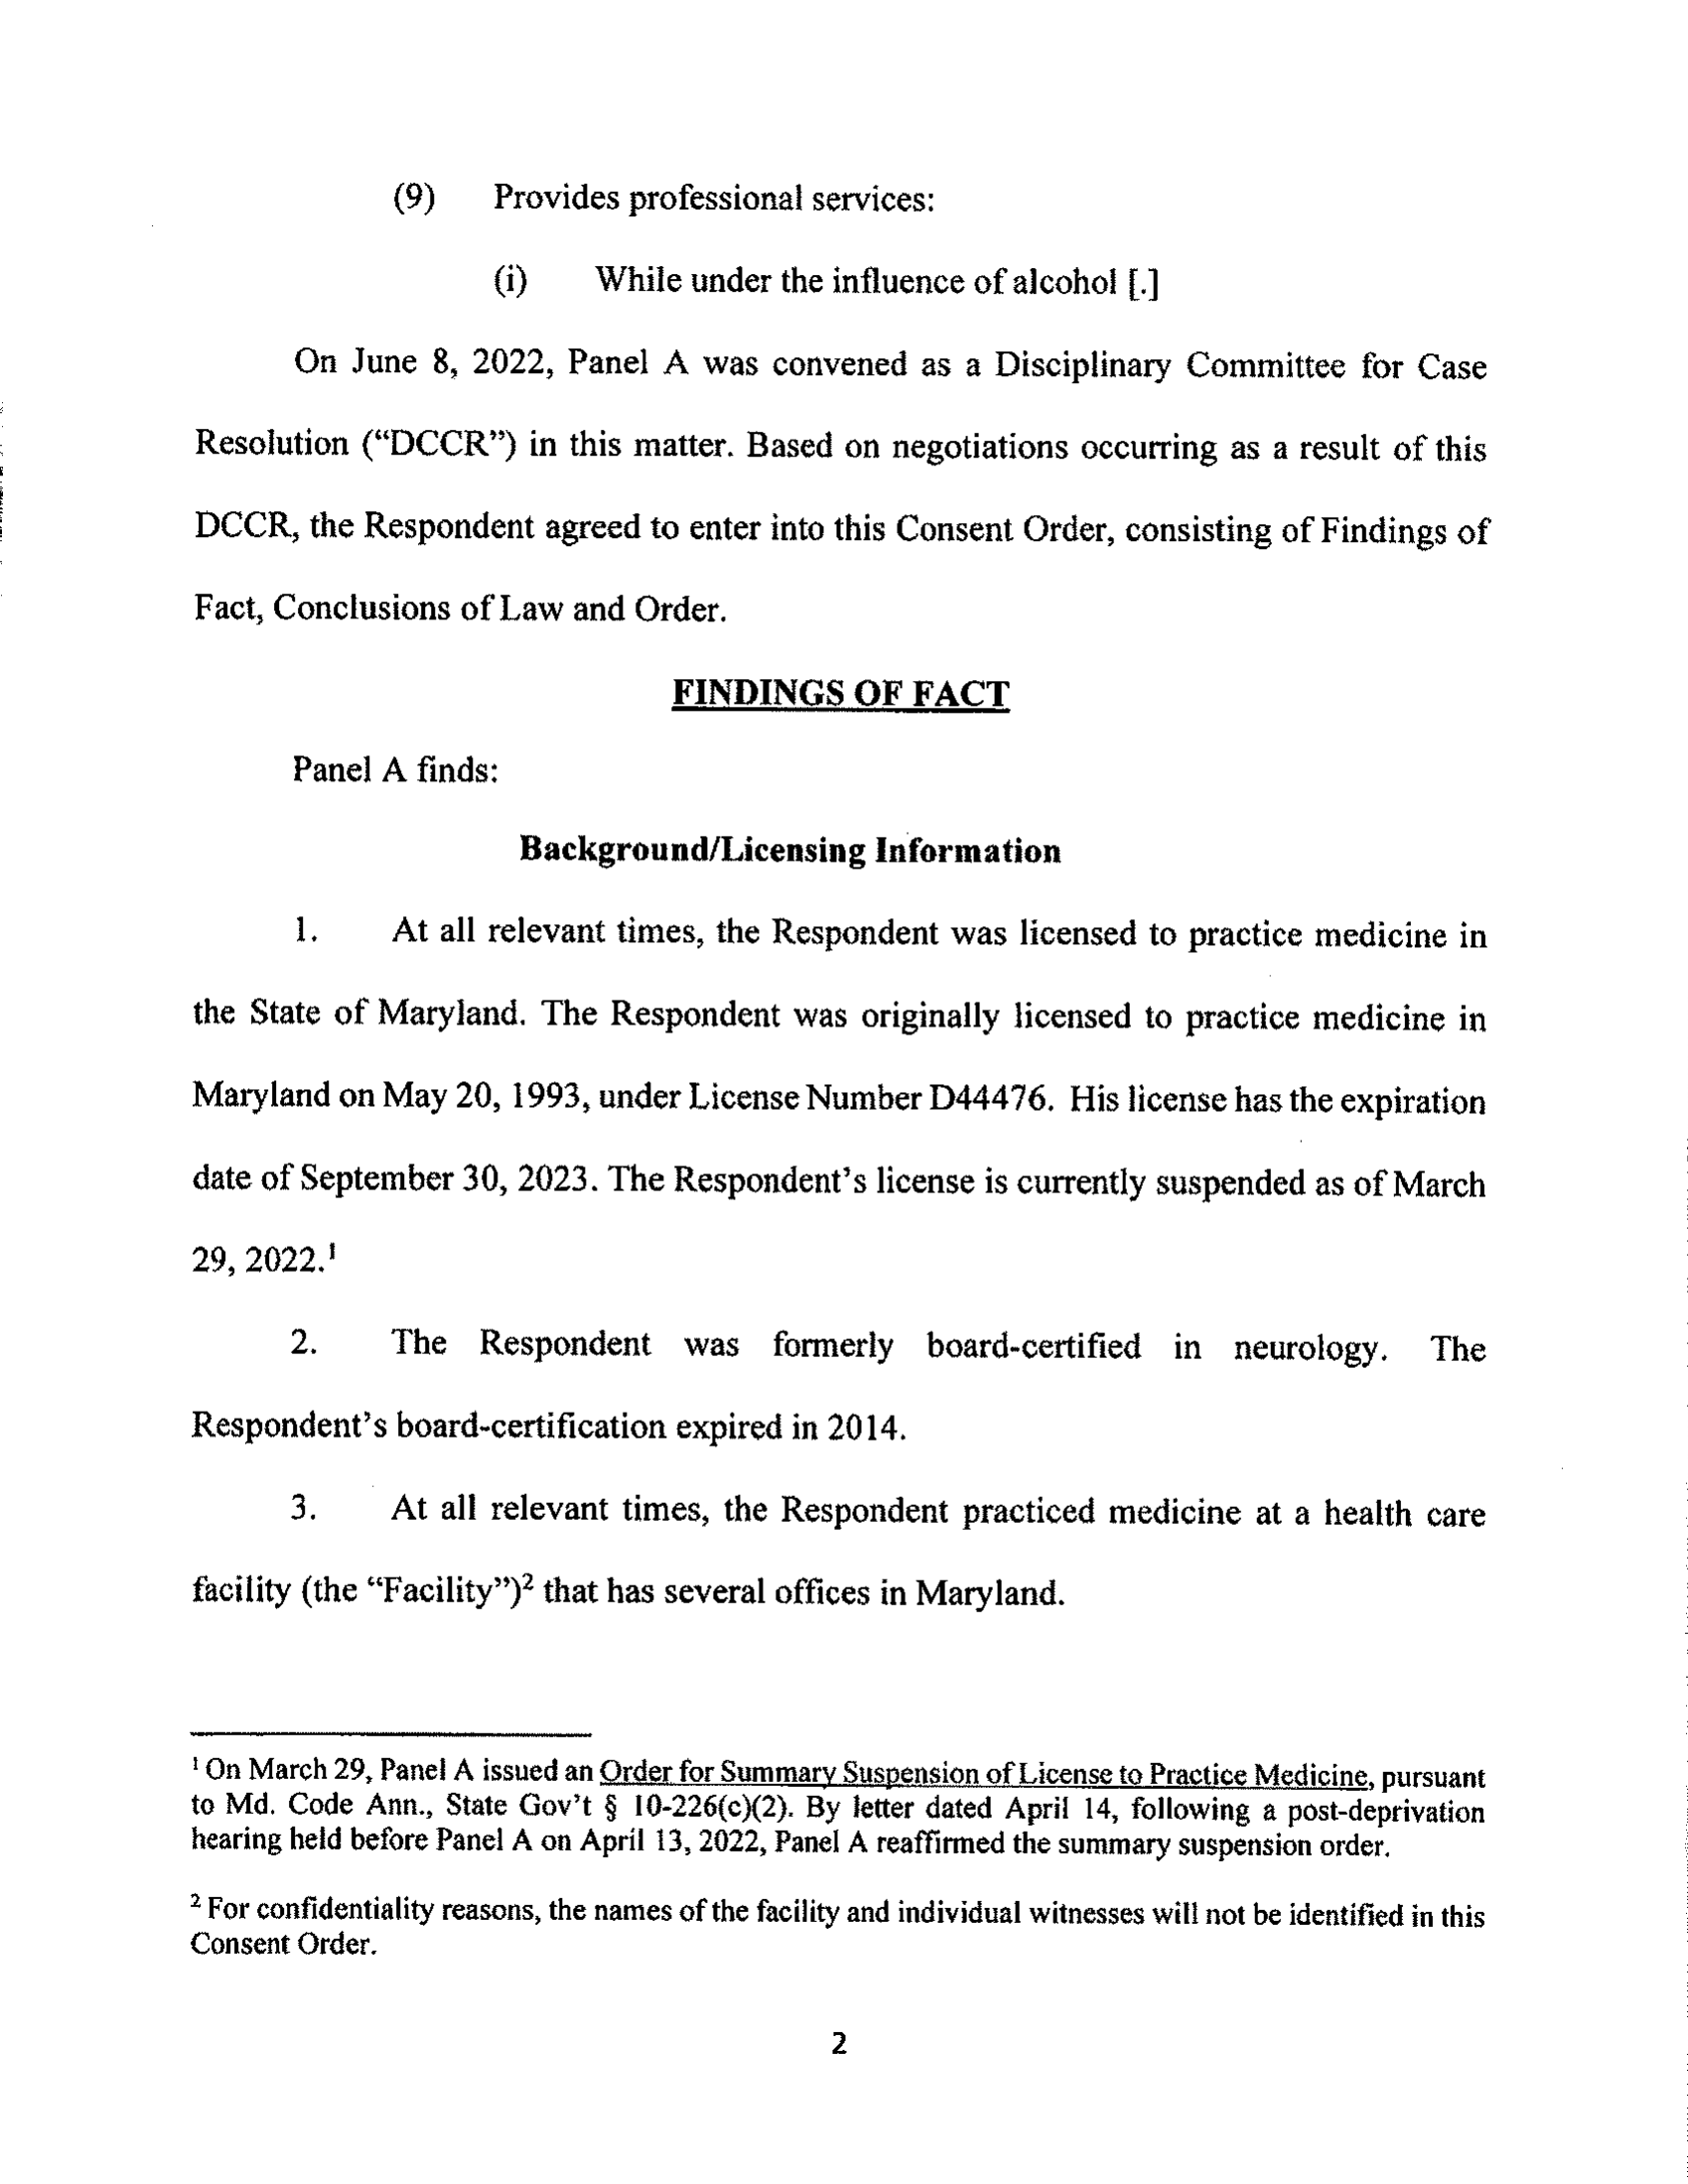 (9) Provides professional services:
(i) While under the influence of alcohol [.]
On June 8, 2022, Panel A was convened as a Disciplinary Committee for Case
Resolution (“DCCR”) in this matter. Based on negotiations occurring as a result of this
DCCR, the Respondent agreed to enter into this Consent Order, consisting of Findings of
Fact, Conclusions of Law and Order.
FINDINGS OF FACT
Panel A finds:
Background/Licensing Information
1. At all relevant times, the Respondent was licensed to practice medicine in
the State of Maryland. The Respondent was originally licensed to practice medicine in
Maryland on May 20, 1993, under License Number D44476. His license has the expiration
date of September 30, 2023. The Respondent’s license is currently suspended as of March
29, 2022.¹
2. The Respondent was formerly board-certified in neurology. The
Respondent’s board-certification expired in 2014.
3. At all relevant times, the Respondent practiced medicine at a health care
facility (the “Facility”)² that has several offices in Maryland.
¹ On March 29, Panel A issued an Order for Summary Suspension of License to Practice Medicine, pursuant
to Md. Code Ann., State Gov’t § 10-226(c)(2). By letter dated April 14, following a post-deprivation
hearing held before Panel A on April 13, 2022, Panel A reaffirmed the summary suspension order.
² For confidentiality reasons, the names of the facility and individual witnesses will not be identified in this
Consent Order.
2